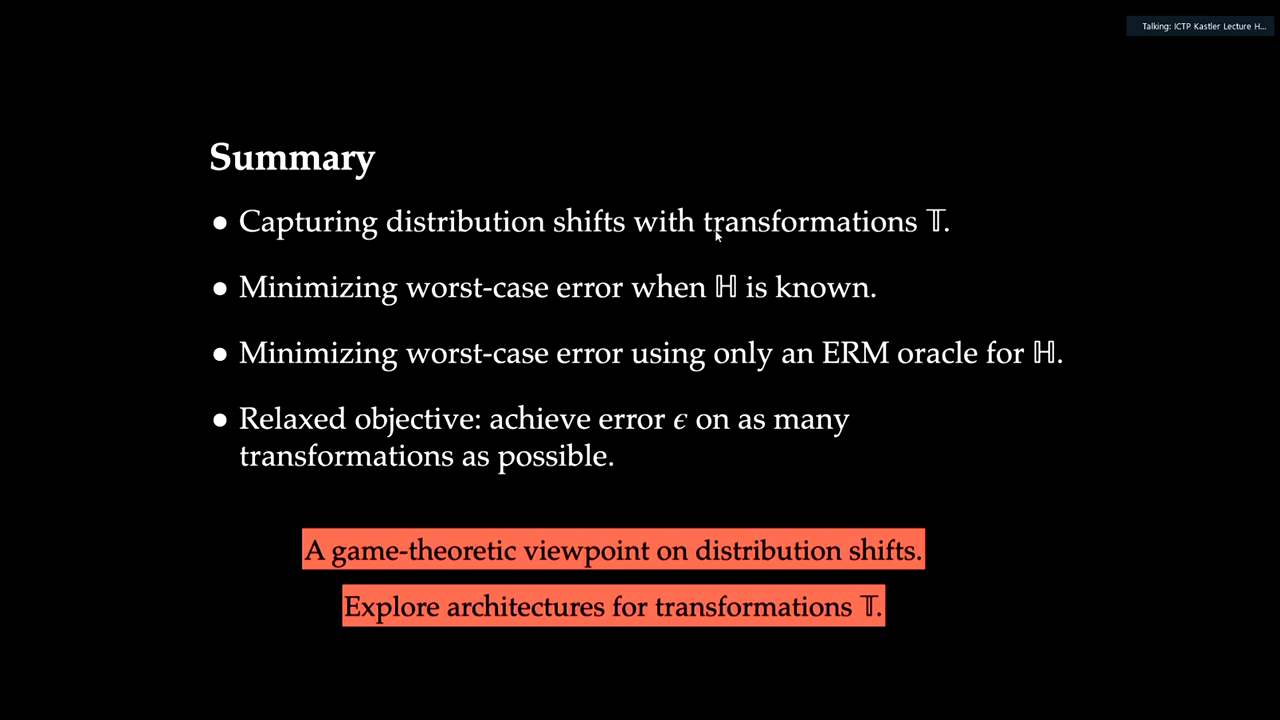 Talking: ICTP Kastler Lecture H...
Summary
● Capturing distribution shifts with transformations 𝕋.
● Minimizing worst-case error when ℍ is known.
● Minimizing worst-case error using only an ERM oracle for ℍ.
● Relaxed objective: achieve error ϵ on as many
transformations as possible.
A game-theoretic viewpoint on distribution shifts.
Explore architectures for transformations 𝕋.